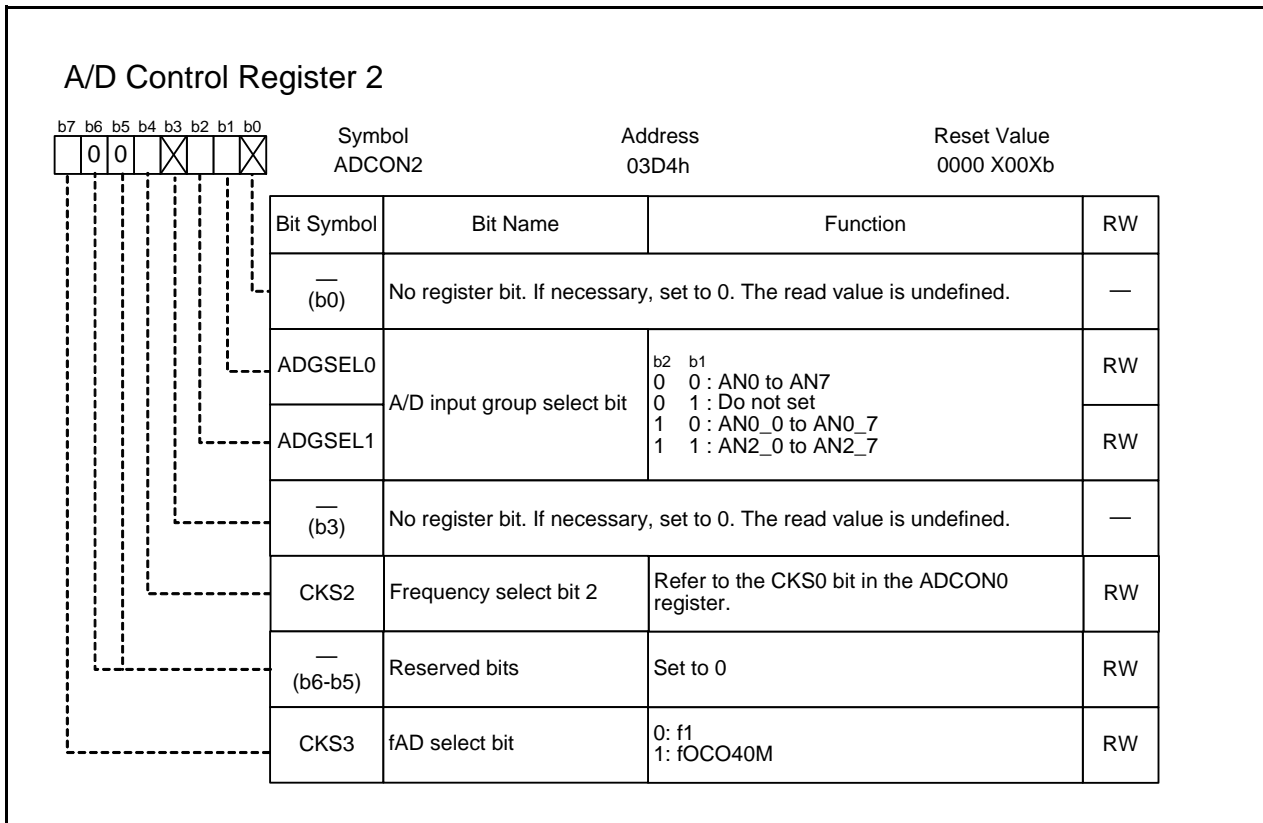 A/D Control Register 2
b7 b6 b5 b4 b3 b2 b1 b0
0 0
Symbol Address Reset Value
ADCON2 03D4h 0000 X00Xb
Bit Symbol Bit Name Function RW
—
(b0) No register bit. If necessary, set to 0. The read value is undefined. —
ADGSEL0 RW
ADGSEL1 RW
A/D input group select bit
b2 b1
0 0 : AN0 to AN7
0 1 : Do not set
1 0 : AN0_0 to AN0_7
1 1 : AN2_0 to AN2_7
—
(b3) No register bit. If necessary, set to 0. The read value is undefined. —
CKS2 Frequency select bit 2 Refer to the CKS0 bit in the ADCON0
register. RW
—
(b6-b5) Reserved bits Set to 0 RW
CKS3 fAD select bit 0: f1
1: fOCO40M RW